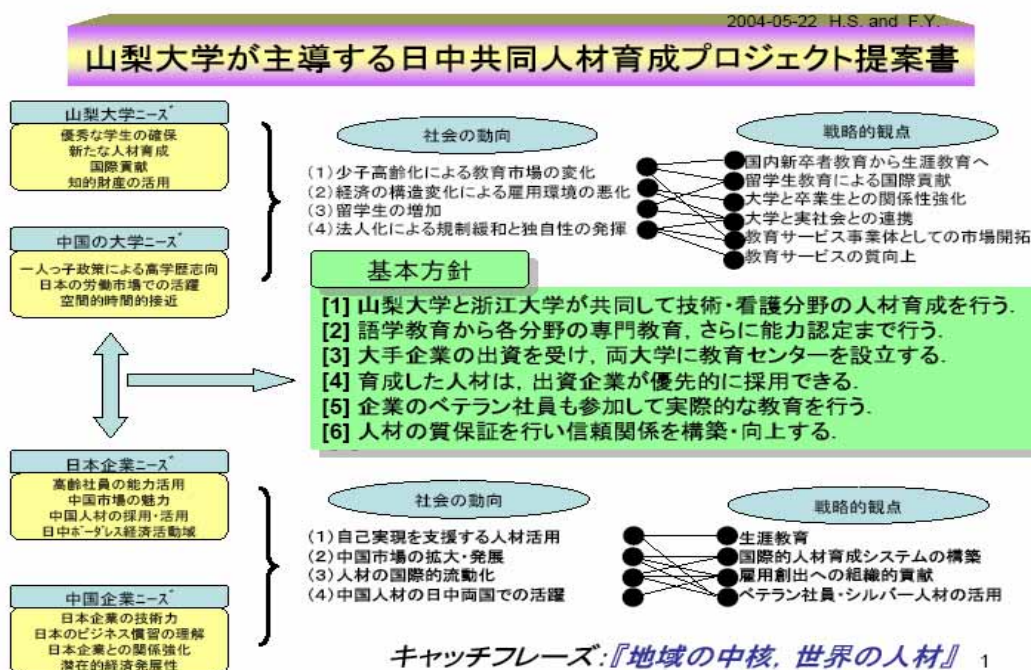 2004-05-22 H.S. and F.Y.
山梨大学が主導する日中共同人材育成プロジェクト提案書
山梨大学ニーズ
優秀な学生の確保
新たな人材育成
国際貢献
知的財産の活用
中国の大学ニーズ
一人っ子政策による高学歴志向
日本の労働市場での活躍
空間的時間的接近
社会の動向
(1)少子高齢化による教育市場の変化
(2)経済の構造変化による雇用環境の悪化
(3)留学生の増加
(4)法人化による規制緩和と独自性の発揮
戦略的観点
国内新卒者教育から生涯教育へ
留学生教育による国際貢献
大学と卒業生との関係性強化
大学と実社会との連携
教育サービス事業体としての市場開拓
教育サービスの質向上
基本方針
[1] 山梨大学と浙江大学が共同して技術・看護分野の人材育成を行う.
[2] 語学教育から各分野の専門教育, さらに能力認定まで行う.
[3] 大手企業の出資を受け, 両大学に教育センターを設立する.
[4] 育成した人材は, 出資企業が優先的に採用できる.
[5] 企業のベテラン社員も参加して実際的な教育を行う.
[6] 人材の質保証を行い信頼関係を構築・向上する.
日本企業ニーズ
高齢社員の能力活用
中国市場の魅力
中国人材の採用・活用
日中ボーダレス経済活動域
中国企業ニーズ
日本企業の技術力
日本のビジネス慣習の理解
日本企業との関係強化
潜在的経済発展性
社会の動向
(1)自己実現を支援する人材活用
(2)中国市場の拡大・発展
(3)人材の国際的流動化
(4)中国人材の日中両国での活躍
戦略的観点
生涯教育
国際的人材育成システムの構築
雇用創出への組織的貢献
ベテラン社員・シルバー人材の活用
キャッチフレーズ:『地域の中核, 世界の人材』 1